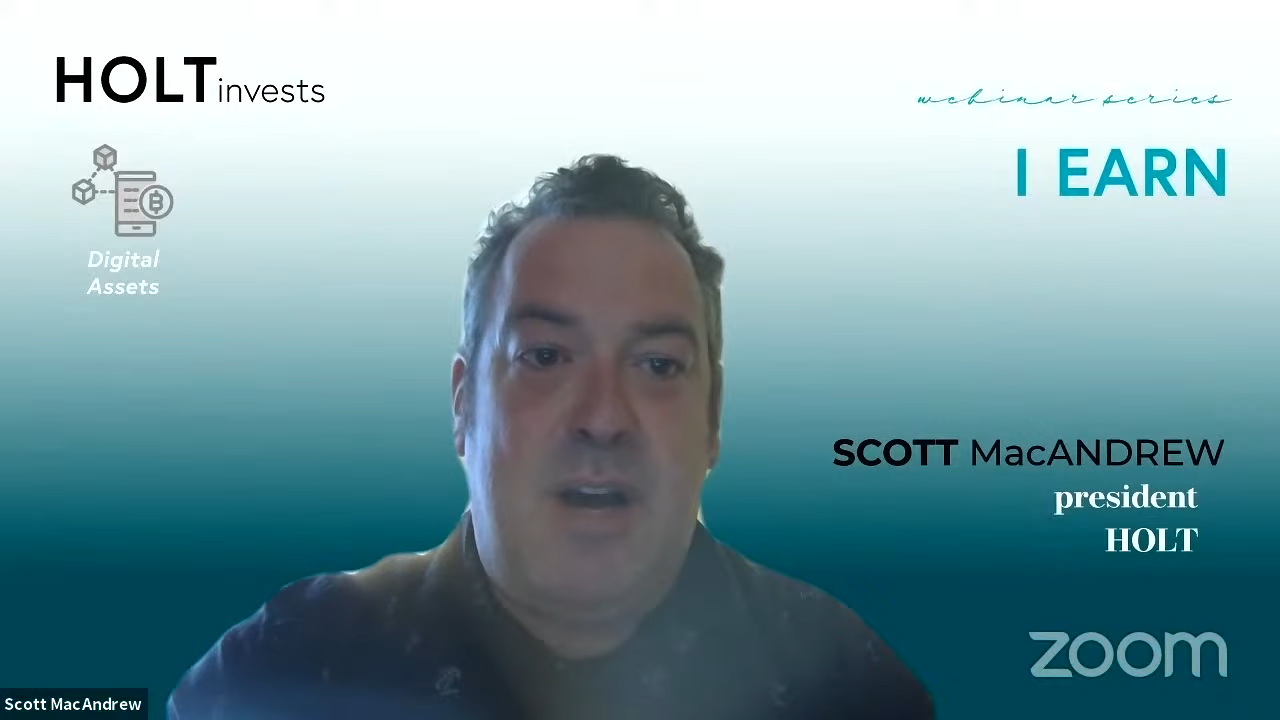 HOLTinvests
webinar series
I EARN
Digital
Assets
SCOTT MacANDREW
president
HOLT
zoom
Scott MacAndrew